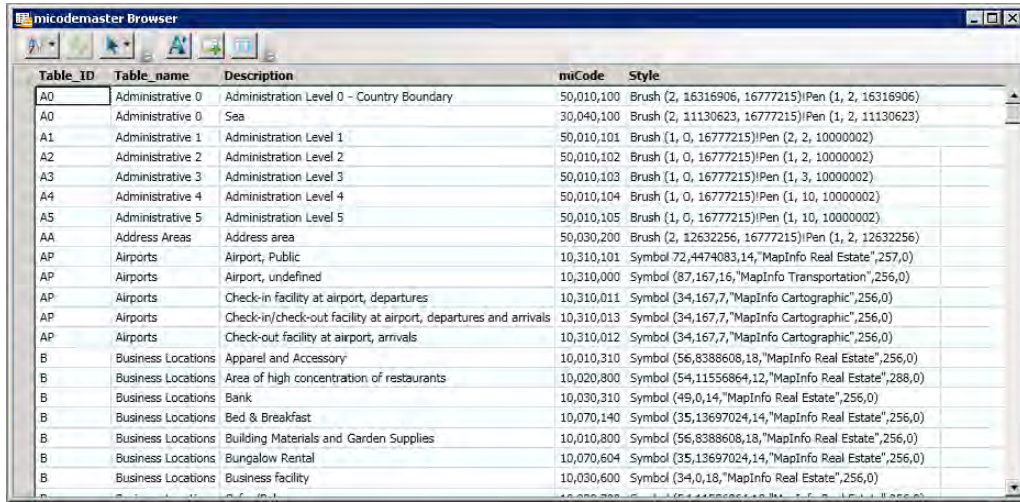 micodemaster Browser
Table_ID Table_name Description miCode Style
A0 Administrative 0 Administration Level 0 - Country Boundary 50,010,100 Brush (2, 16316906, 16777215)!Pen (1, 2, 16316906)
A0 Administrative 0 Sea 30,040,100 Brush (2, 11130623, 16777215)!Pen (1, 2, 11130623)
A1 Administrative 1 Administration Level 1 50,010,101 Brush (1, 0, 16777215)!Pen (2, 2, 10000002)
A2 Administrative 2 Administration Level 2 50,010,102 Brush (1, 0, 16777215)!Pen (1, 2, 10000002)
A3 Administrative 3 Administration Level 3 50,010,103 Brush (1, 0, 16777215)!Pen (1, 3, 10000002)
A4 Administrative 4 Administration Level 4 50,010,104 Brush (1, 0, 16777215)!Pen (1, 10, 10000002)
A5 Administrative 5 Administration Level 5 50,010,105 Brush (1, 0, 16777215)!Pen (1, 10, 10000002)
AA Address Areas Address area 50,030,200 Brush (2, 12632256, 16777215)!Pen (1, 2, 12632256)
AP Airports Airport, Public 10,310,101 Symbol 72,4474083,14,"MapInfo Real Estate",257,0)
AP Airports Airport, undefined 10,310,000 Symbol (87,167,16,"MapInfo Transportation",256,0)
AP Airports Check-in facility at airport, departures 10,310,011 Symbol (34,167,7,"MapInfo Cartographic",256,0)
AP Airports Check-in/check-out facility at airport, departures and arrivals 10,310,013 Symbol (34,167,7,"MapInfo Cartographic",256,0)
AP Airports Check-out facility at airport, arrivals 10,310,012 Symbol (34,167,7,"MapInfo Cartographic",256,0)
B Business Locations Apparel and Accessory 10,010,310 Symbol (56,8388608,18,"MapInfo Real Estate",256,0)
B Business Locations Area of high concentration of restaurants 10,020,800 Symbol (54,11556864,12,"MapInfo Real Estate",288,0)
B Business Locations Bank 10,030,310 Symbol (49,0,14,"MapInfo Real Estate",256,0)
B Business Locations Bed & Breakfast 10,070,140 Symbol (35,13697024,14,"MapInfo Real Estate",256,0)
B Business Locations Building Materials and Garden Supplies 10,010,800 Symbol (56,8388608,18,"MapInfo Real Estate",256,0)
B Business Locations Bungalow Rental 10,070,604 Symbol (35,13697024,14,"MapInfo Real Estate",256,0)
B Business Locations Business facility 10,030,600 Symbol (34,0,18,"MapInfo Real Estate",256,0)